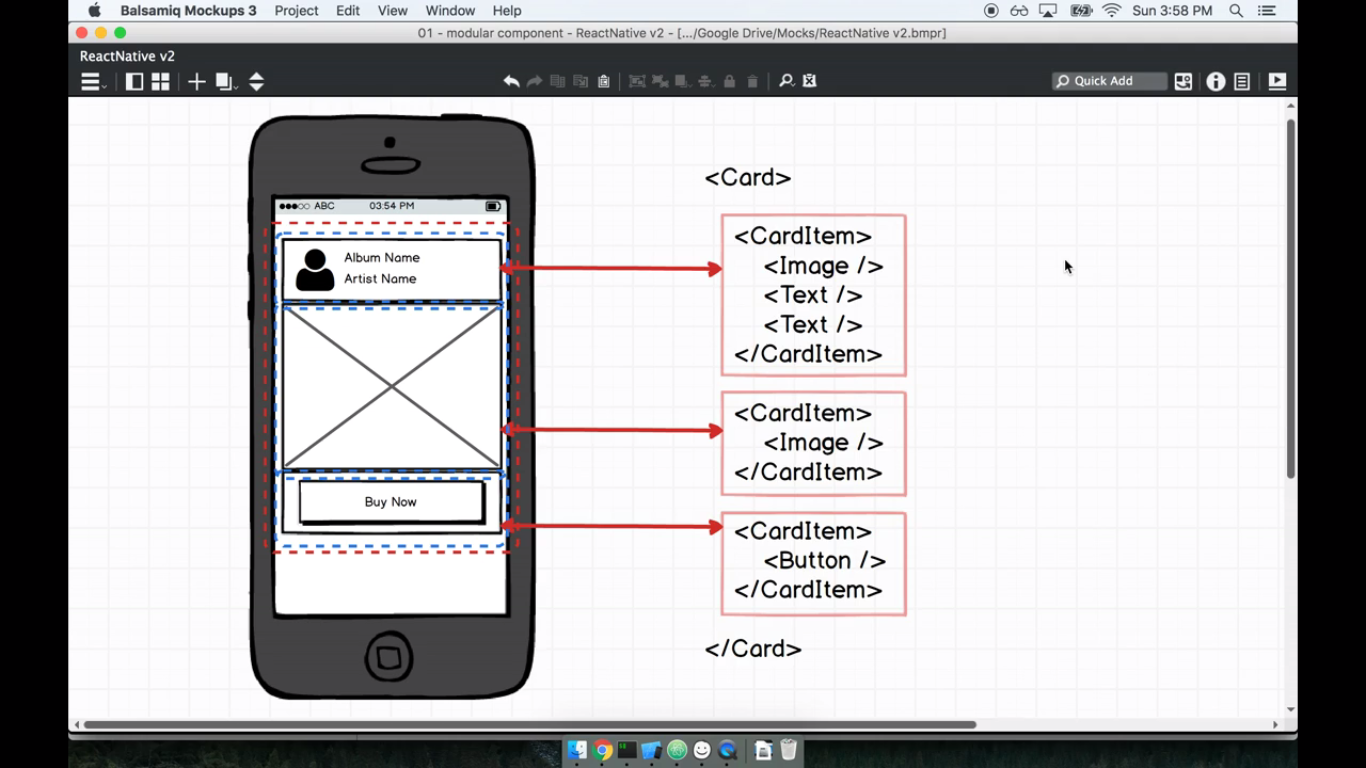 Balsamiq Mockups 3 Project Edit View Window Help Sun 3:58 PM
01 - modular component - ReactNative v2 - [.../Google Drive/Mocks/ReactNative v2.bmpr]
ReactNative v2
Quick Add
ABC 03:54 PM
Album Name
Artist Name
Buy Now
<Card>
<CardItem>
<Image />
<Text />
<Text />
</CardItem>
<CardItem>
<Image />
</CardItem>
<CardItem>
<Button />
</CardItem>
</Card>